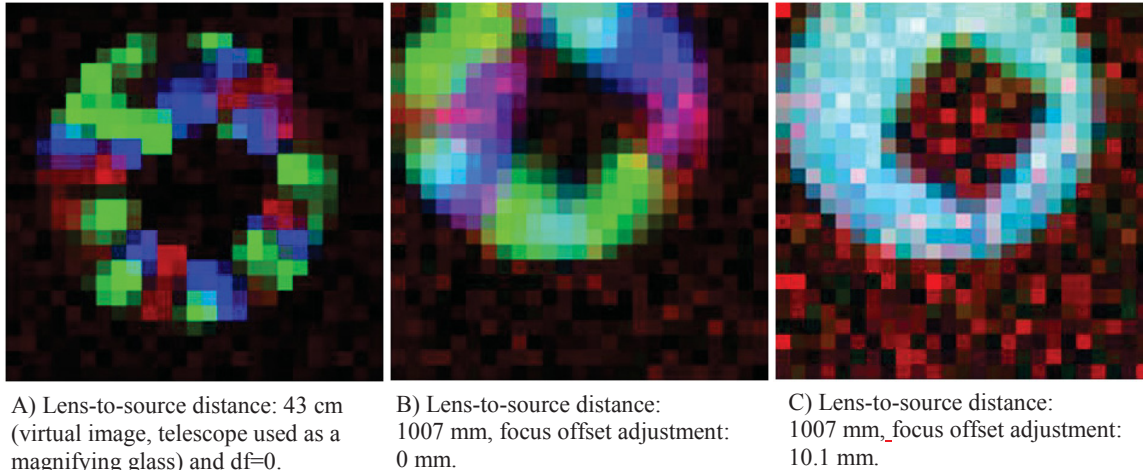 A) Lens-to-source distance: 43 cm
(virtual image, telescope used as a
magnifying glass) and df=0.
B) Lens-to-source distance:
1007 mm, focus offset adjustment:
0 mm.
C) Lens-to-source distance:
1007 mm, focus offset adjustment:
10.1 mm.